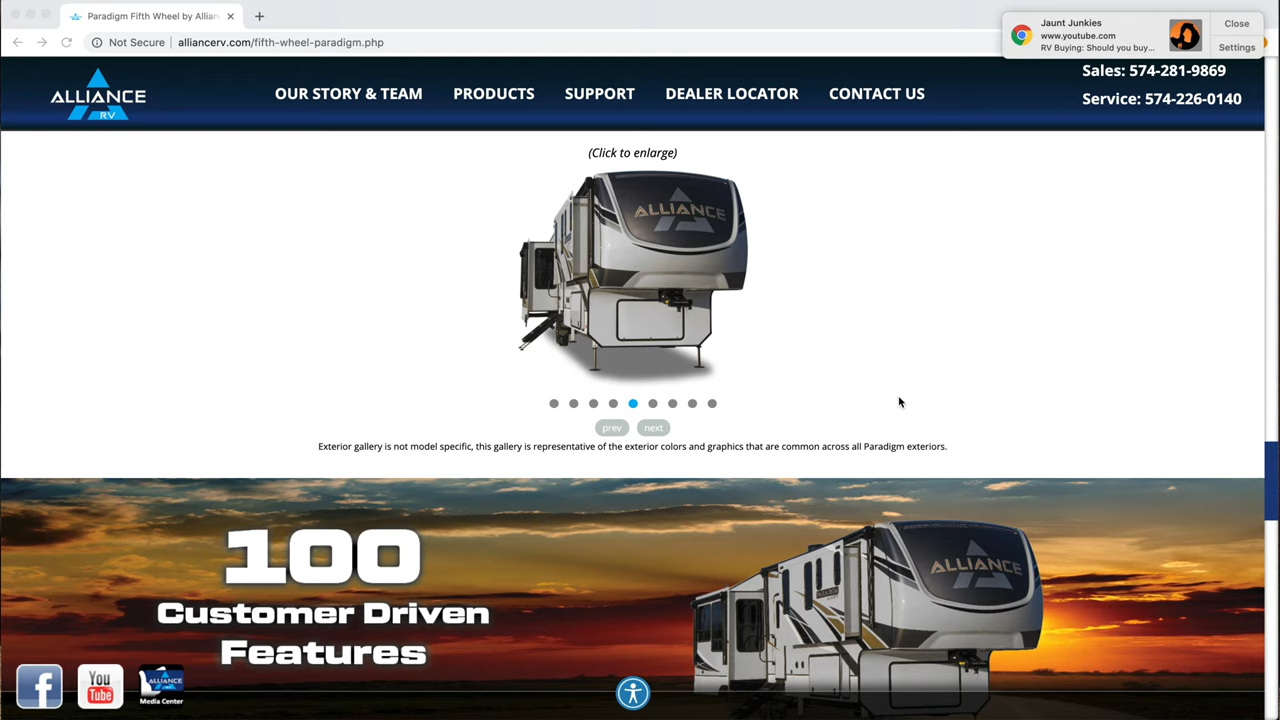 Paradigm Fifth Wheel by Allian
Not Secure
alliancerv.com/fifth-wheel-paradigm.php
Jaunt Junkies
www.youtube.com
RV Buying: Should you buy...
Close
Settings
ALLIANCE
RV
OUR STORY & TEAM
PRODUCTS
SUPPORT
DEALER LOCATOR
CONTACT US
Sales: 574-281-9869
Service: 574-226-0140
(Click to enlarge)
ALLIANCE
prev
next
Exterior gallery is not model specific, this gallery is representative of the exterior colors and graphics that are common across all Paradigm exteriors.
100
Customer Driven
Features
ALLIANCE
f
You
Tube
ALLIANCE
Media Center